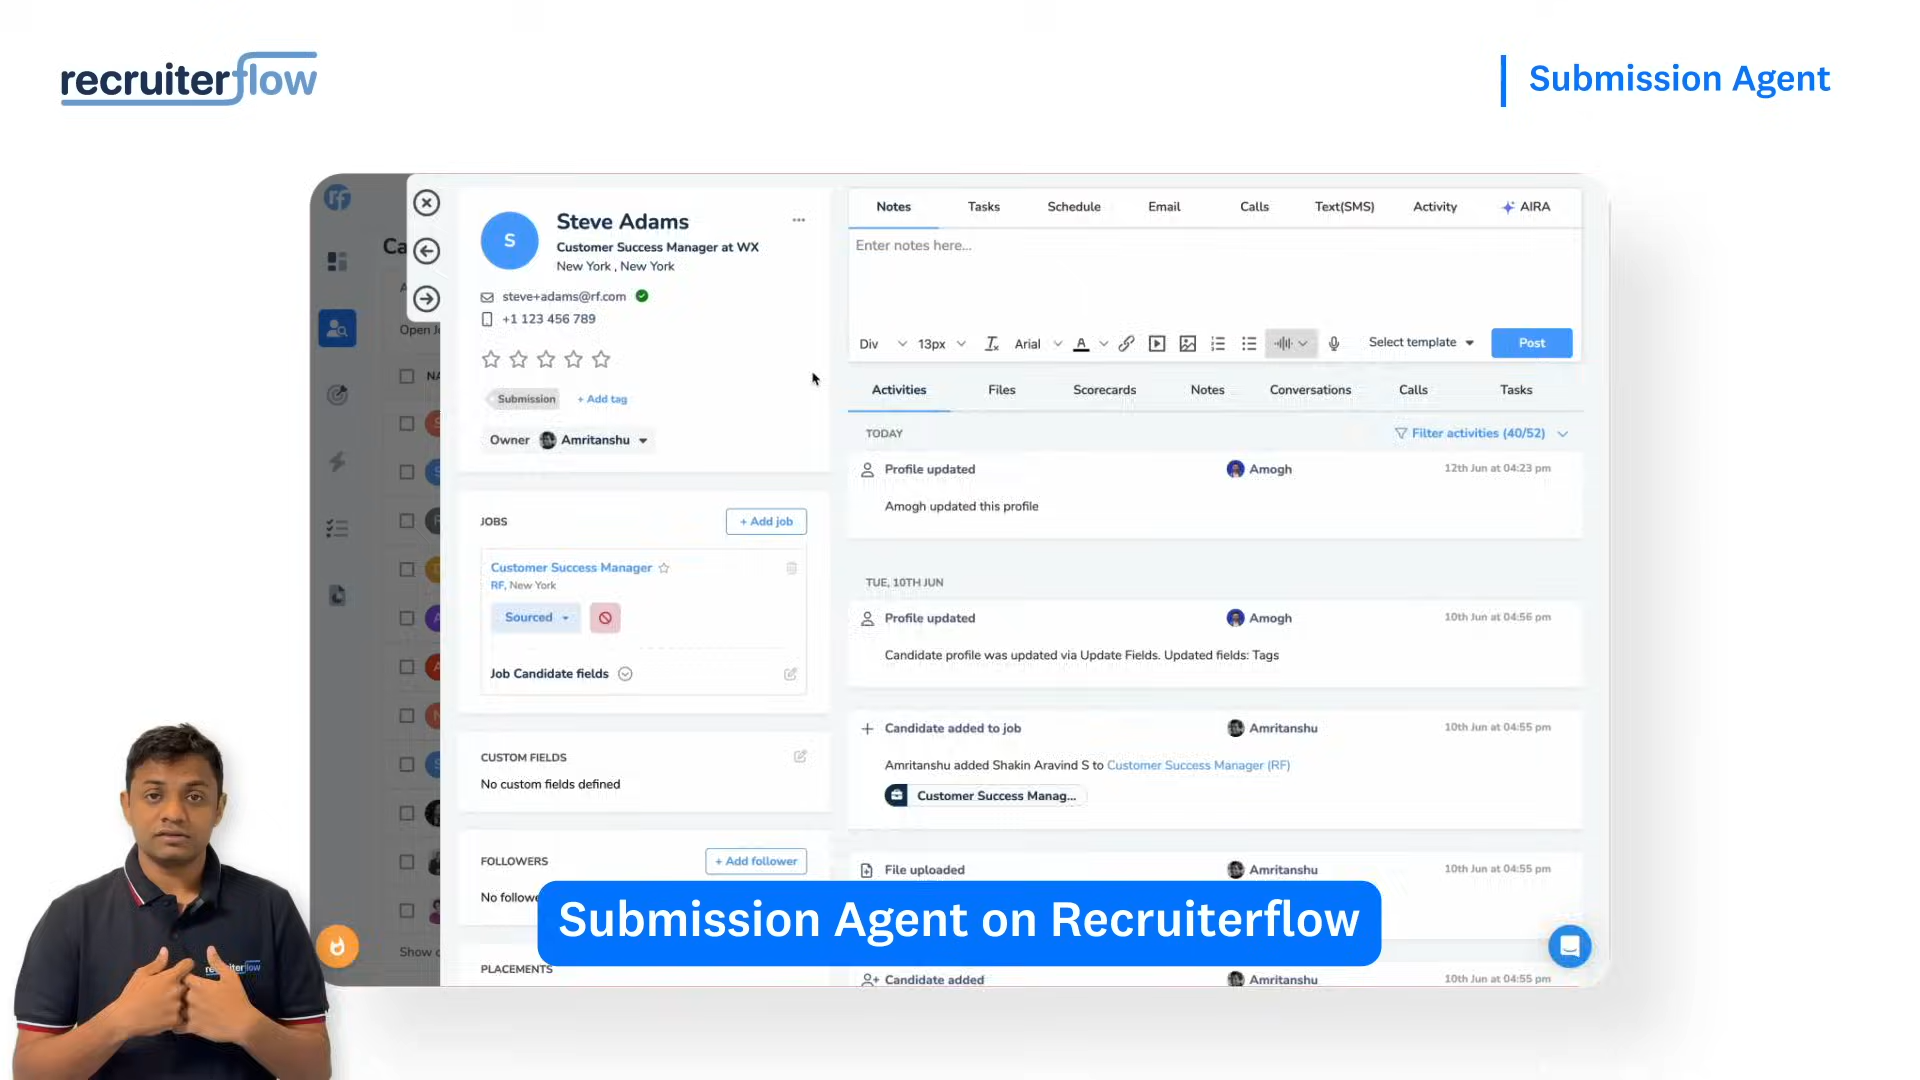 recruiterflow
Submission Agent
rf
Ca
Open Jo
NA
Show
Steve Adams
S
Customer Success Manager at WX
New York , New York
steve+adams@rf.com
+1 123 456 789
Submission
+ Add tag
Owner Amritanshu
JOBS
+ Add job
Customer Success Manager
RF, New York
Sourced
Job Candidate fields
CUSTOM FIELDS
No custom fields defined
FOLLOWERS
+ Add follower
No followe
PLACEMENTS
Notes Tasks Schedule Email Calls Text(SMS) Activity AIRA
Enter notes here...
Div 13px Arial A Select template Post
Activities Files Scorecards Notes Conversations Calls Tasks
TODAY
Filter activities (40/52)
Profile updated Amogh 12th Jun at 04:23 pm
Amogh updated this profile
TUE, 10TH JUN
Profile updated Amogh 10th Jun at 04:56 pm
Candidate profile was updated via Update Fields. Updated fields: Tags
Candidate added to job Amritanshu 10th Jun at 04:55 pm
Amritanshu added Shakin Aravind S to Customer Success Manager (RF)
Customer Success Manag...
File uploaded Amritanshu 10th Jun at 04:55 pm
Candidate added Amritanshu 10th Jun at 04:55 pm
Submission Agent on Recruiterflow